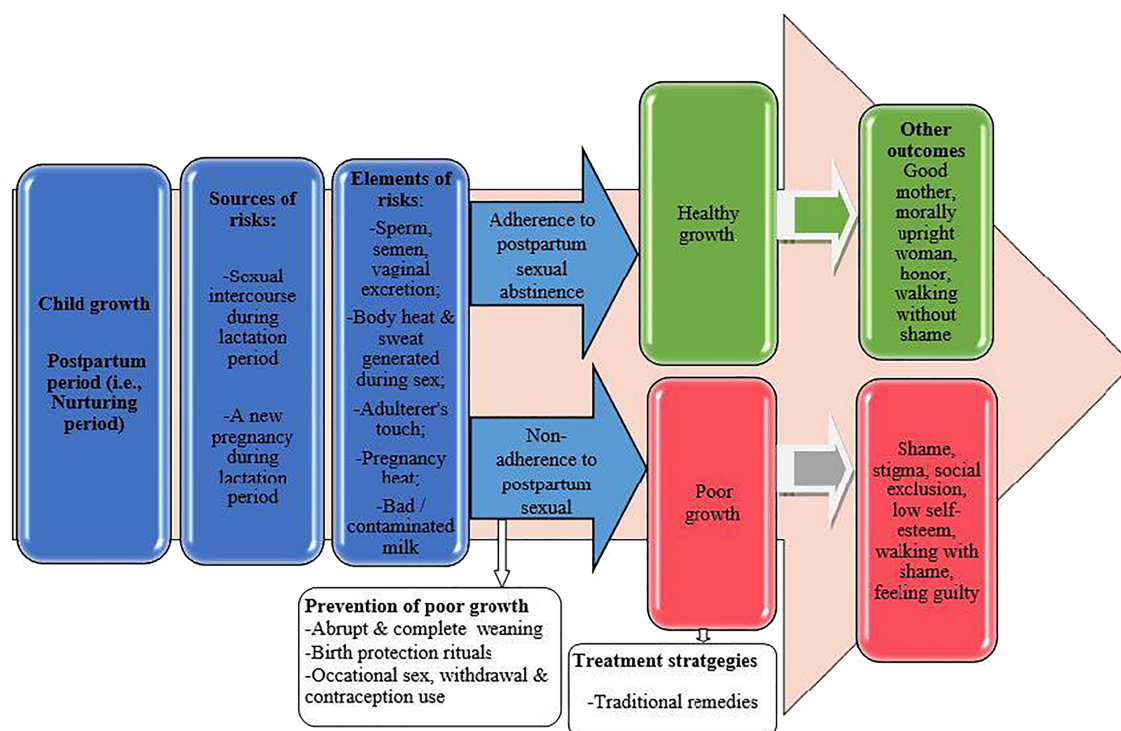 Child growth
Postpartum
period (i.e.,
Nurturing
period)
Sources of
risks:
-Sexual
intercourse
during
lactation
period
-A new
pregnancy
during
lactation
period
Elements of
risks:
-Sperm,
semen,
vaginal
excretion;
-Body heat &
sweat
generated
during sex;
-Adulterer's
touch;
-Pregnancy
heat;
-Bad /
contaminated
milk
Adherence to
postpartum
sexual
abstinence
Non-
adherence to
postpartum
sexual
Healthy
growth
Poor
growth
Other
outcomes
Good
mother,
morally
upright
woman,
honor,
walking
without
shame
Shame,
stigma, social
exclusion,
low self-
esteem,
walking with
shame,
feeling guilty
Prevention of poor growth
-Abrupt & complete weaning
-Birth protection rituals
-Occational sex, withdrawal &
contraception use
Treatment stratgegies
-Traditional remedies